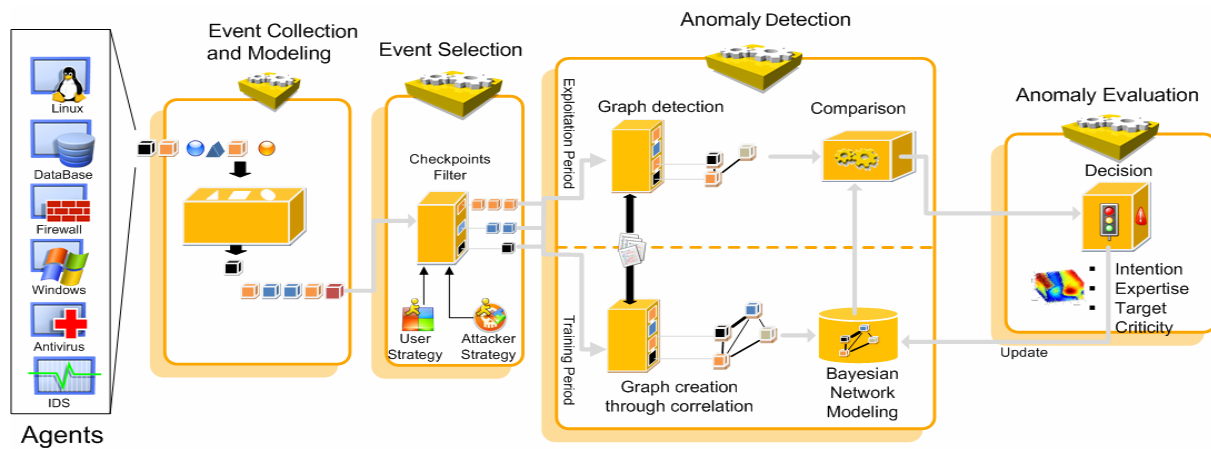 Linux
DataBase
Firewall
Windows
Antivirus
IDS
Agents
Event Collection
and Modeling
Event Selection
Checkpoints
Filter
User
Strategy
Attacker
Strategy
Anomaly Detection
Exploitation Period
Training Period
Graph detection
Comparison
Graph creation
through correlation
Bayesian
Network
Modeling
Anomaly Evaluation
Decision
Intention
Expertise
Target
Criticity
Update